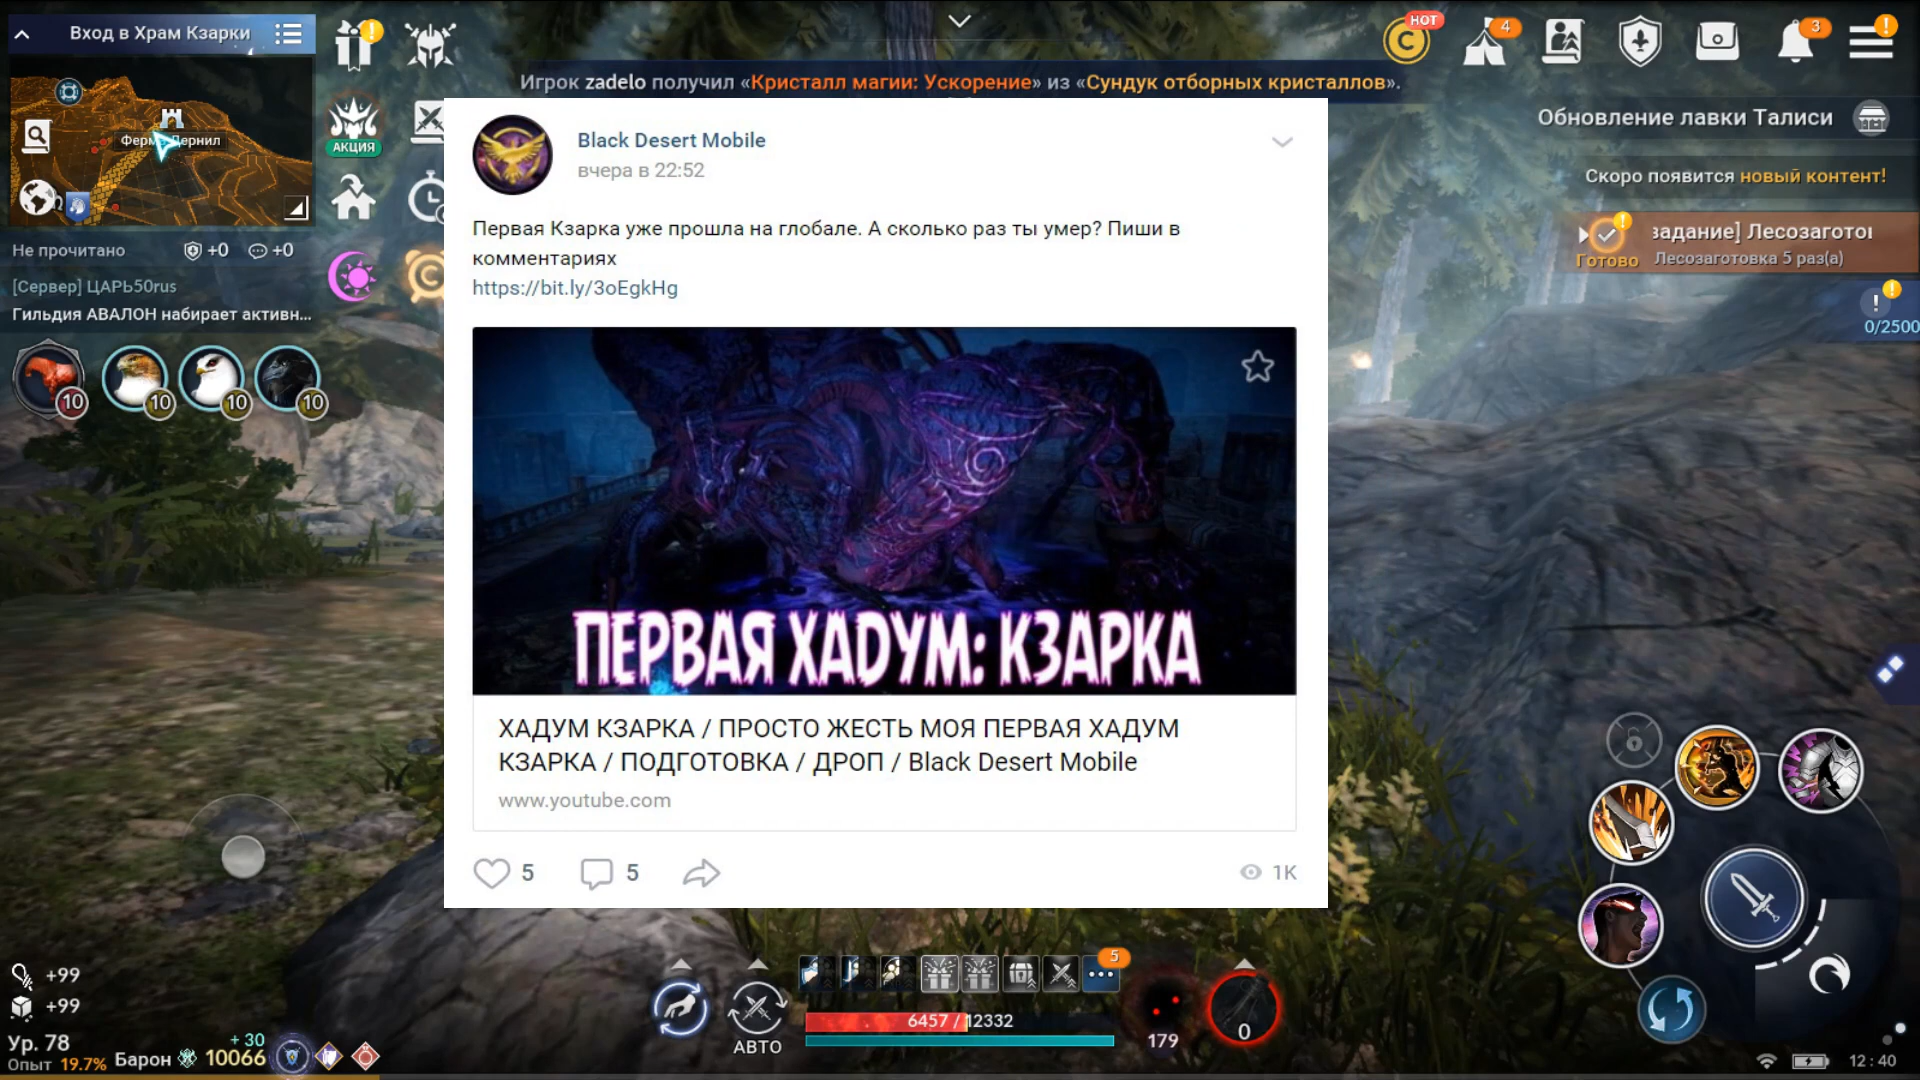 Вход в Храм Кзарки
HOT
4
3
Игрок zadelo получил «Кристалл магии: Ускорение» из «Сундук отборных кристаллов».
Обновление лавки Талиси
Скоро появится новый контент!
АКЦИЯ
Не прочитано
+0
+0
[Сервер] ЦАРЬ50rus
Гильдия АВАЛОН набирает активн...
10
10
10
10
Готово
Лесозаготовка 5 раз(а)
0/2500
Black Desert Mobile
вчера в 22:52
Первая Кзарка уже прошла на глобале. А сколько раз ты умер? Пиши в
комментариях
https://bit.ly/3oEgkHg
ПЕРВАЯ ХАДУМ: КЗАРКА
ХАДУМ КЗАРКА / ПРОСТО ЖЕСТЬ МОЯ ПЕРВАЯ ХАДУМ
КЗАРКА / ПОДГОТОВКА / ДРОП / Black Desert Mobile
www.youtube.com
5
5
1K
+99
+99
Ур. 78
Опыт 19.7%
Барон
+ 30
10066
АВТО
5
6457 / 12332
179
0
12:40